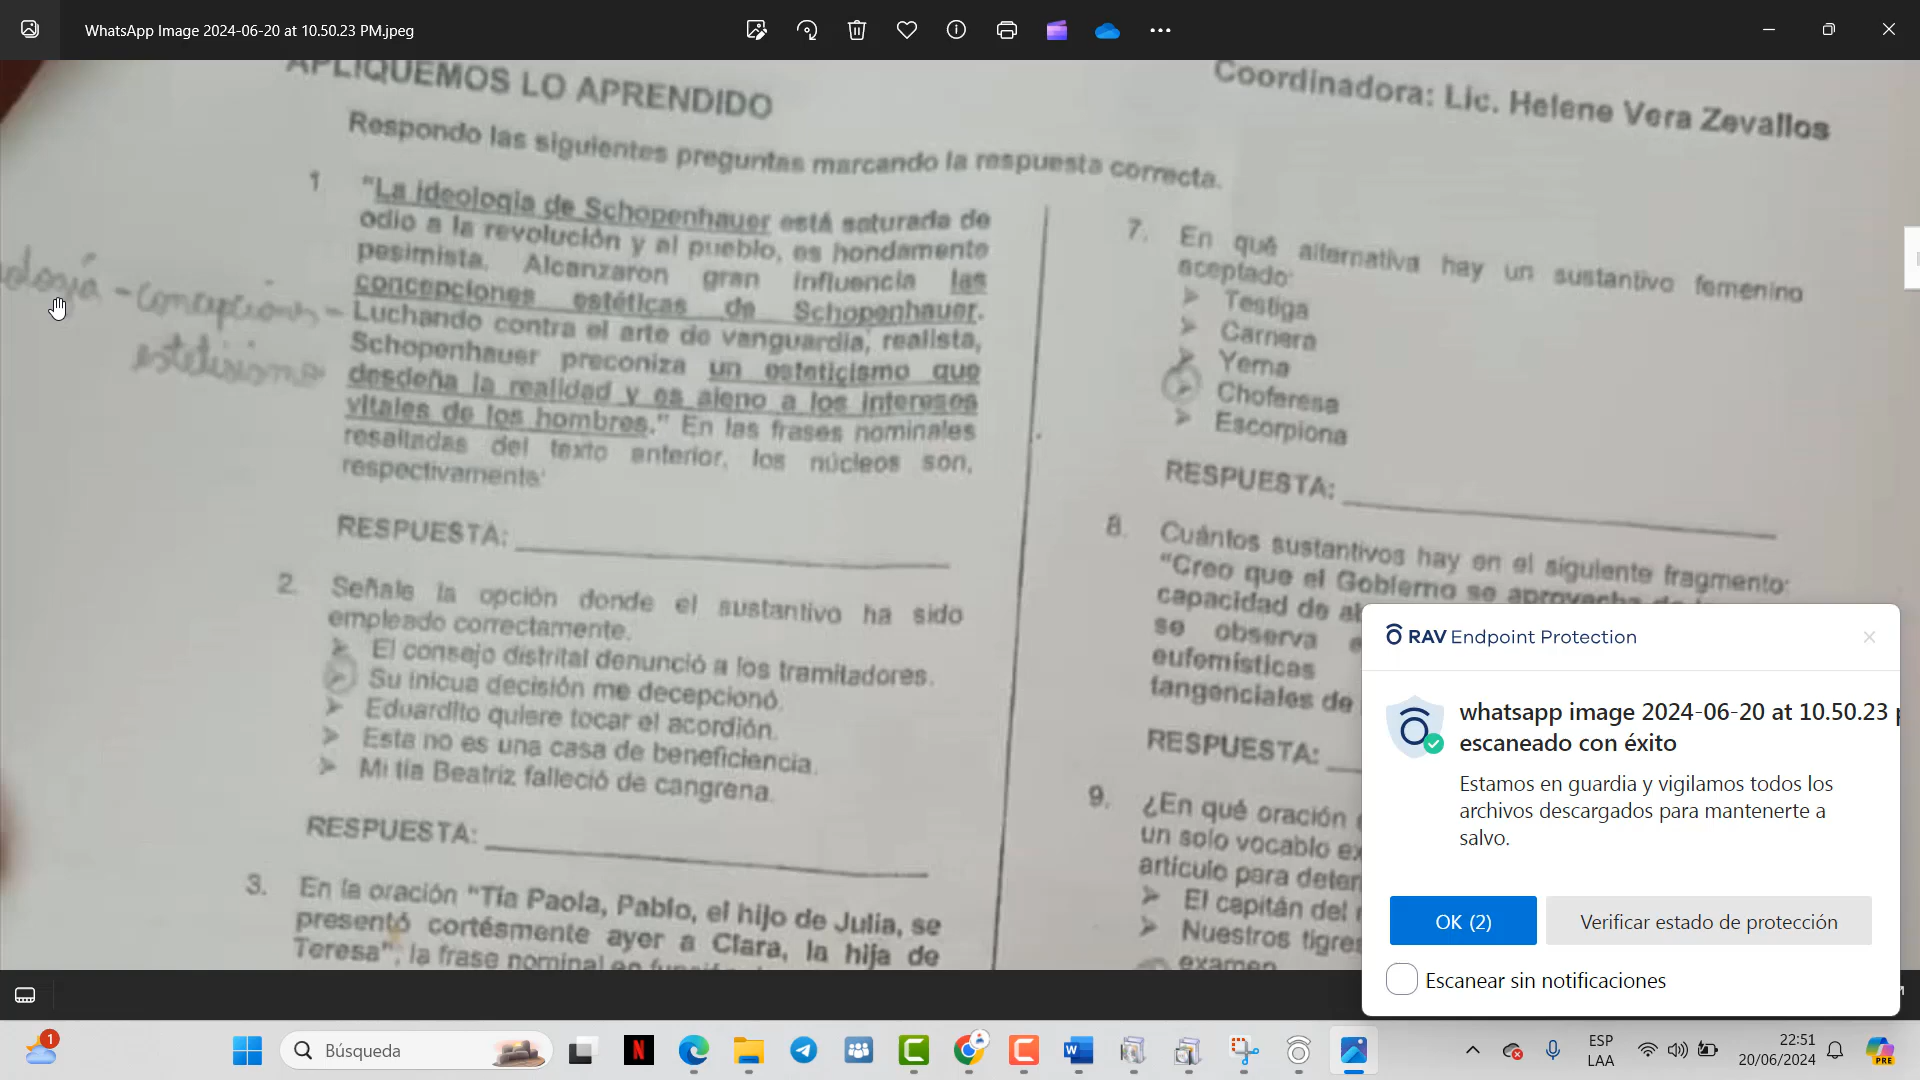 WhatsApp Image 2024-06-20 at 10.50.23 PM.jpeg
APLIQUEMOS LO APRENDIDO
Coordinadora: Lic. Helene Vera Zevallos
Respondo las siguientes preguntas marcando la respuesta correcta.
1. "La ideología de Schopenhauer está saturada de
odio a la revolución y al pueblo, es hondamente
pesimista. Alcanzaron gran influencia las
concepciones estéticas de Schopenhauer.
Luchando contra el arte de vanguardia, realista,
Schopenhauer preconiza un esteticismo que
desdeña la realidad y es ajeno a los intereses
vitales de los hombres." En las frases nominales
resaltadas del texto anterior, los núcleos son,
respectivamente:
ología - concepciones -
esteticismo
RESPUESTA:
2. Señale la opción donde el sustantivo ha sido
empleado correctamente.
El consejo distrital denunció a los tramitadores.
Su inicua decisión me decepcionó.
Eduardito quiere tocar el acordión.
Esta no es una casa de beneficiencia.
Mi tía Beatriz falleció de cangrena.
RESPUESTA:
3. En la oración "Tía Paola, Pablo, el hijo de Julia, se
presentó cortésmente ayer a Clara, la hija de
Teresa", la frase nominal en
7. En qué alternativa hay un sustantivo femenino
aceptado:
Testiga
Carnera
Yerna
Choferesa
Escorpiona
RESPUESTA:
8. Cuántos sustantivos hay en el siguiente fragmento:
"Creo que el Gobierno se aprovecha de
capacidad de
se observa
eufemísticas
tangenciales de
RESPUESTA:
9. ¿En qué oración
un solo vocablo
artículo para
El capitán del
Nuestros tigres
examen
RAV Endpoint Protection
whatsapp image 2024-06-20 at 10.50.23
escaneado con éxito
Estamos en guardia y vigilamos todos los
archivos descargados para mantenerte a
salvo.
OK (2)
Verificar estado de protección
Escanear sin notificaciones
1
Búsqueda
ESP
LAA
22:51
20/06/2024
PRE